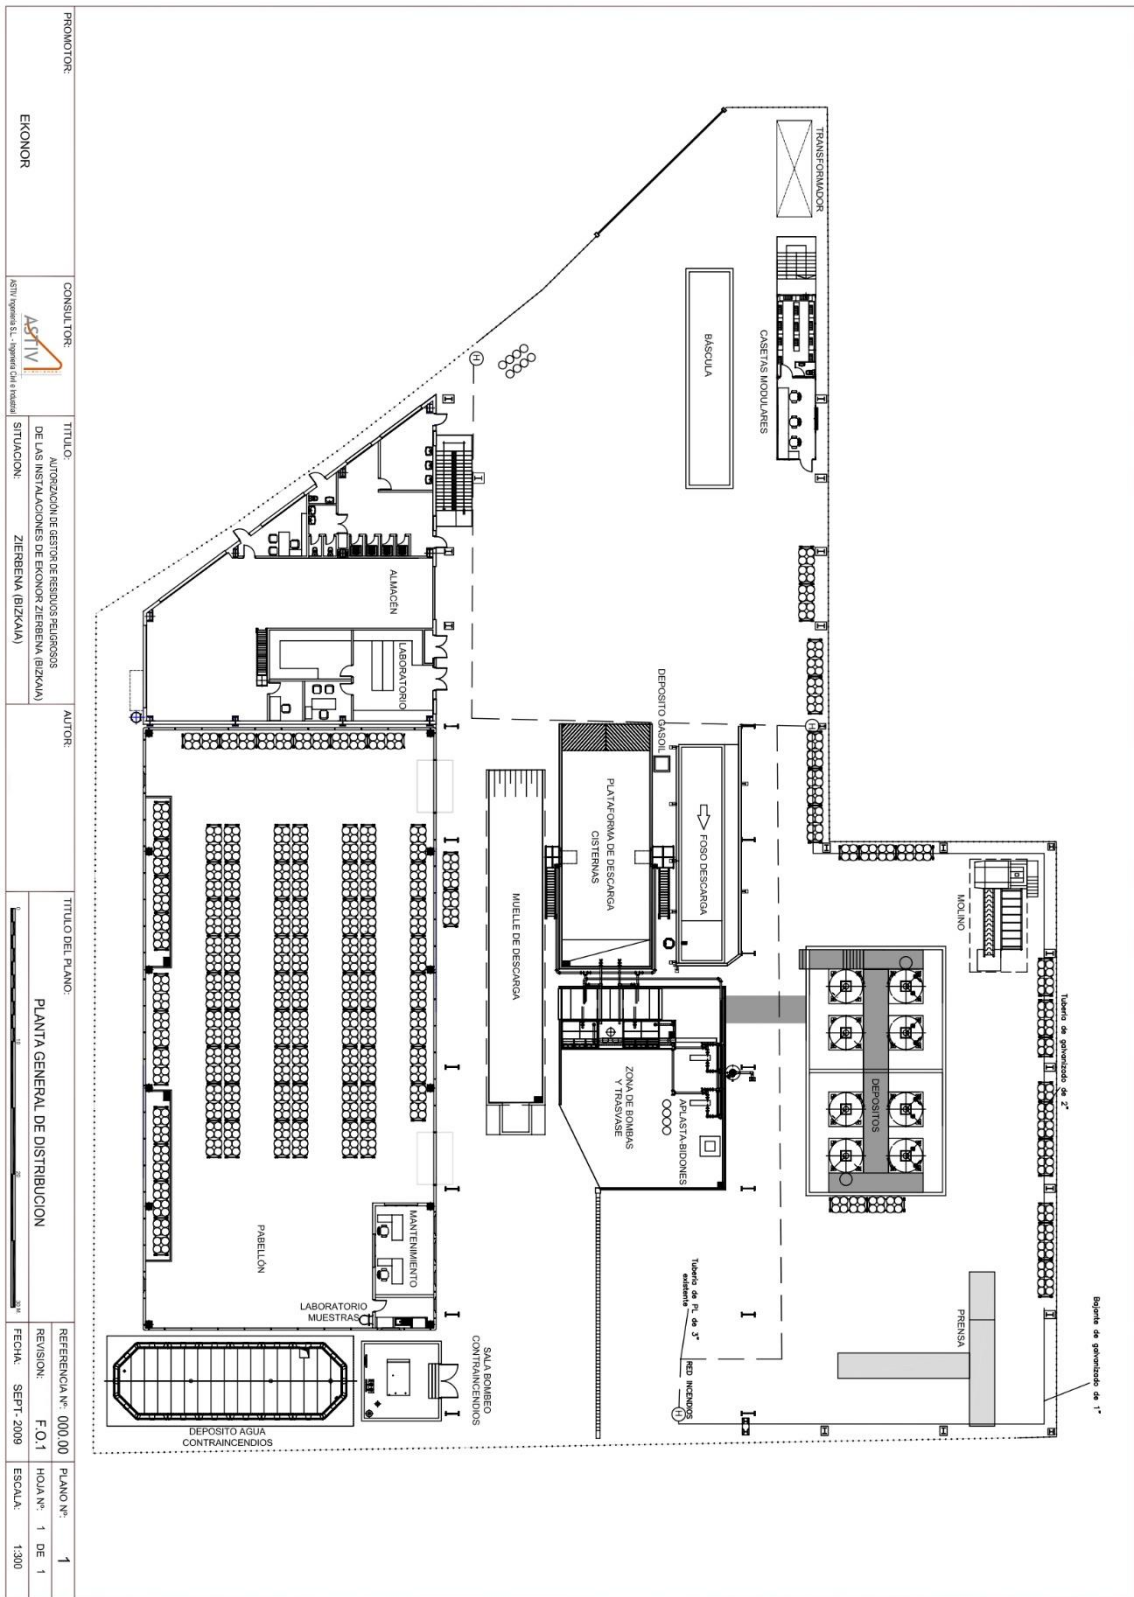 TRANSFORMADOR
CASETAS MODULARES
BÁSCULA
ALMACÉN
LABORATORIO
DEPOSITO GASOIL
FOSO DESCARGA
PLATAFORMA DE DESCARGA
CISTERNAS
MUELLE DE DESCARGA
MOLINO
Tubería de galvanizado de 2"
DEPOSITOS
ZONA DE BOMBAS
Y TRASVASE
APLASTA-BIDONES
PABELLÓN
MANTENIMIENTO
LABORATORIO
MUESTRAS
SALA BOMBEO
CONTRAINCENDIOS
DEPOSITO AGUA
CONTRAINCENDIOS
Tubería de PL de 3"
existente
RED INCENDIOS
PRENSA
Bajante de galvanizado de 1"
H
H
H
PROMOTOR:
EKONOR
CONSULTOR:
ASTIV
ASTIV Ingeniería S.L.- Ingeniería Civil e Industrial
TITULO:
AUTORIZACIÓN DE GESTOR DE RESIDUOS PELIGROSOS
DE LAS INSTALACIONES DE EKONOR ZIERBENA (BIZKAIA)
SITUACION: ZIERBENA (BIZKAIA)
AUTOR:
TITULO DEL PLANO:
PLANTA GENERAL DE DISTRIBUCION
0 10 20 30 M.
REFERENCIA Nº: 000.00
PLANO Nº: 1
REVISION: F.O.1
HOJA Nº: 1 DE 1
FECHA: SEPT - 2009
ESCALA: 1:300